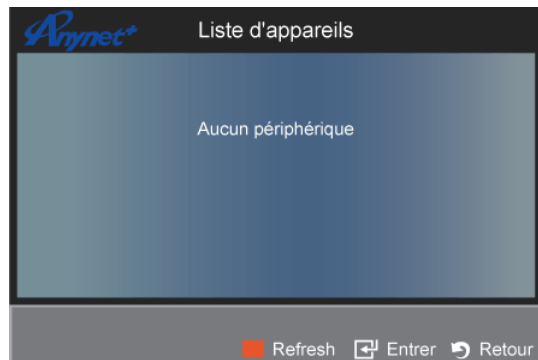 Anynet+
Liste d'appareils
Aucun périphérique
Refresh Entrer Retour